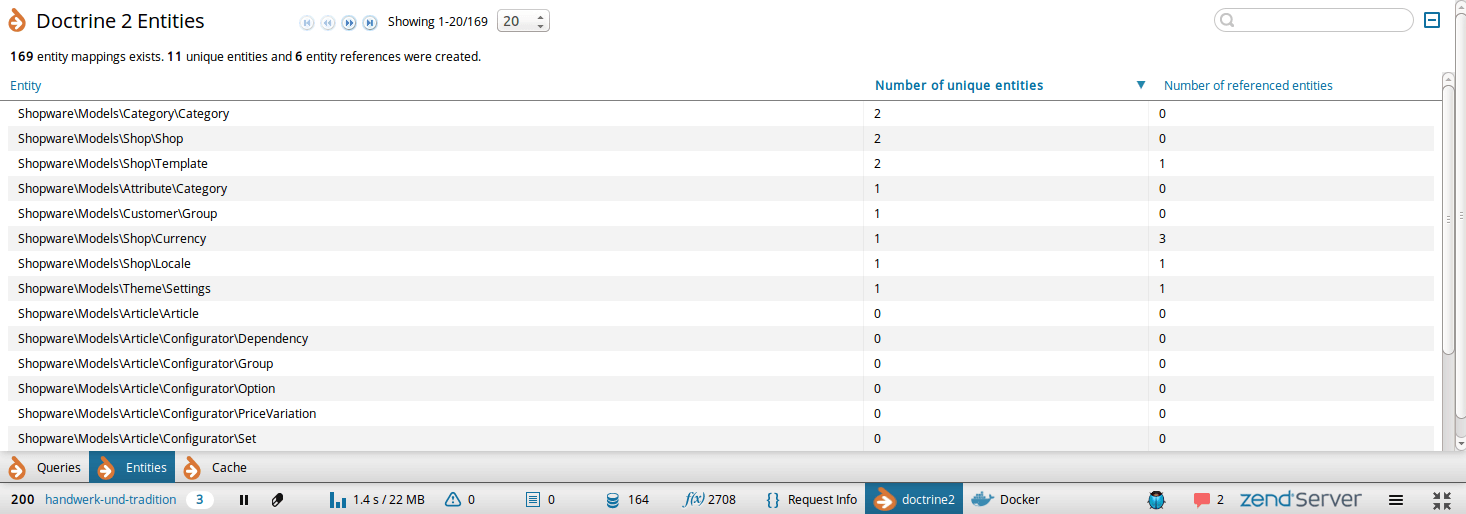 Doctrine 2 Entities Showing 1-20/169 20
169 entity mappings exists. 11 unique entities and 6 entity references were created.
Entity Number of unique entities Number of referenced entities
Shopware\Models\Category\Category 2 0
Shopware\Models\Shop\Shop 2 0
Shopware\Models\Shop\Template 2 1
Shopware\Models\Attribute\Category 1 0
Shopware\Models\Customer\Group 1 0
Shopware\Models\Shop\Currency 1 3
Shopware\Models\Shop\Locale 1 1
Shopware\Models\Theme\Settings 1 1
Shopware\Models\Article\Article 0 0
Shopware\Models\Article\Configurator\Dependency 0 0
Shopware\Models\Article\Configurator\Group 0 0
Shopware\Models\Article\Configurator\Option 0 0
Shopware\Models\Article\Configurator\PriceVariation 0 0
Shopware\Models\Article\Configurator\Set 0 0
Queries Entities Cache
200 handwerk-und-tradition 3 1.4 s / 22 MB 0 0 164 f(x) 2708 {} Request Info doctrine2 Docker 2 zend Server